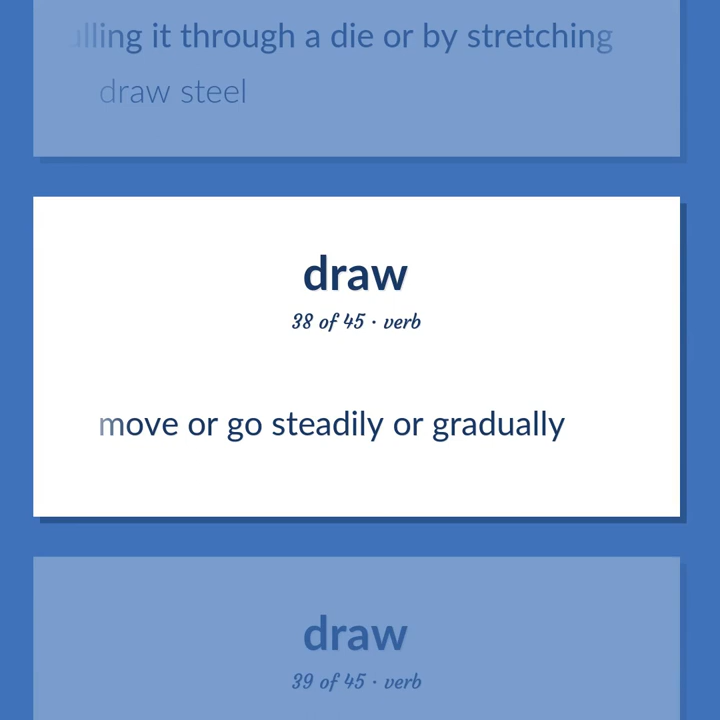 ulling it through a die or by stretching
draw steel
draw
38 of 45 · verb
move or go steadily or gradually
draw
39 of 45 · verb